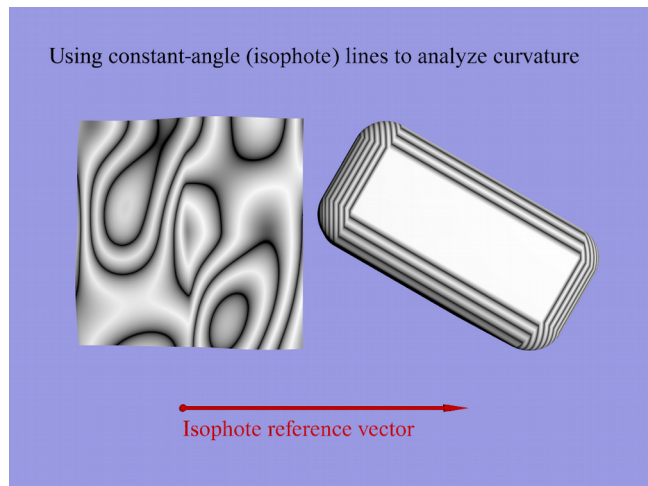 Using constant-angle (isophote) lines to analyze curvature
Isophote reference vector